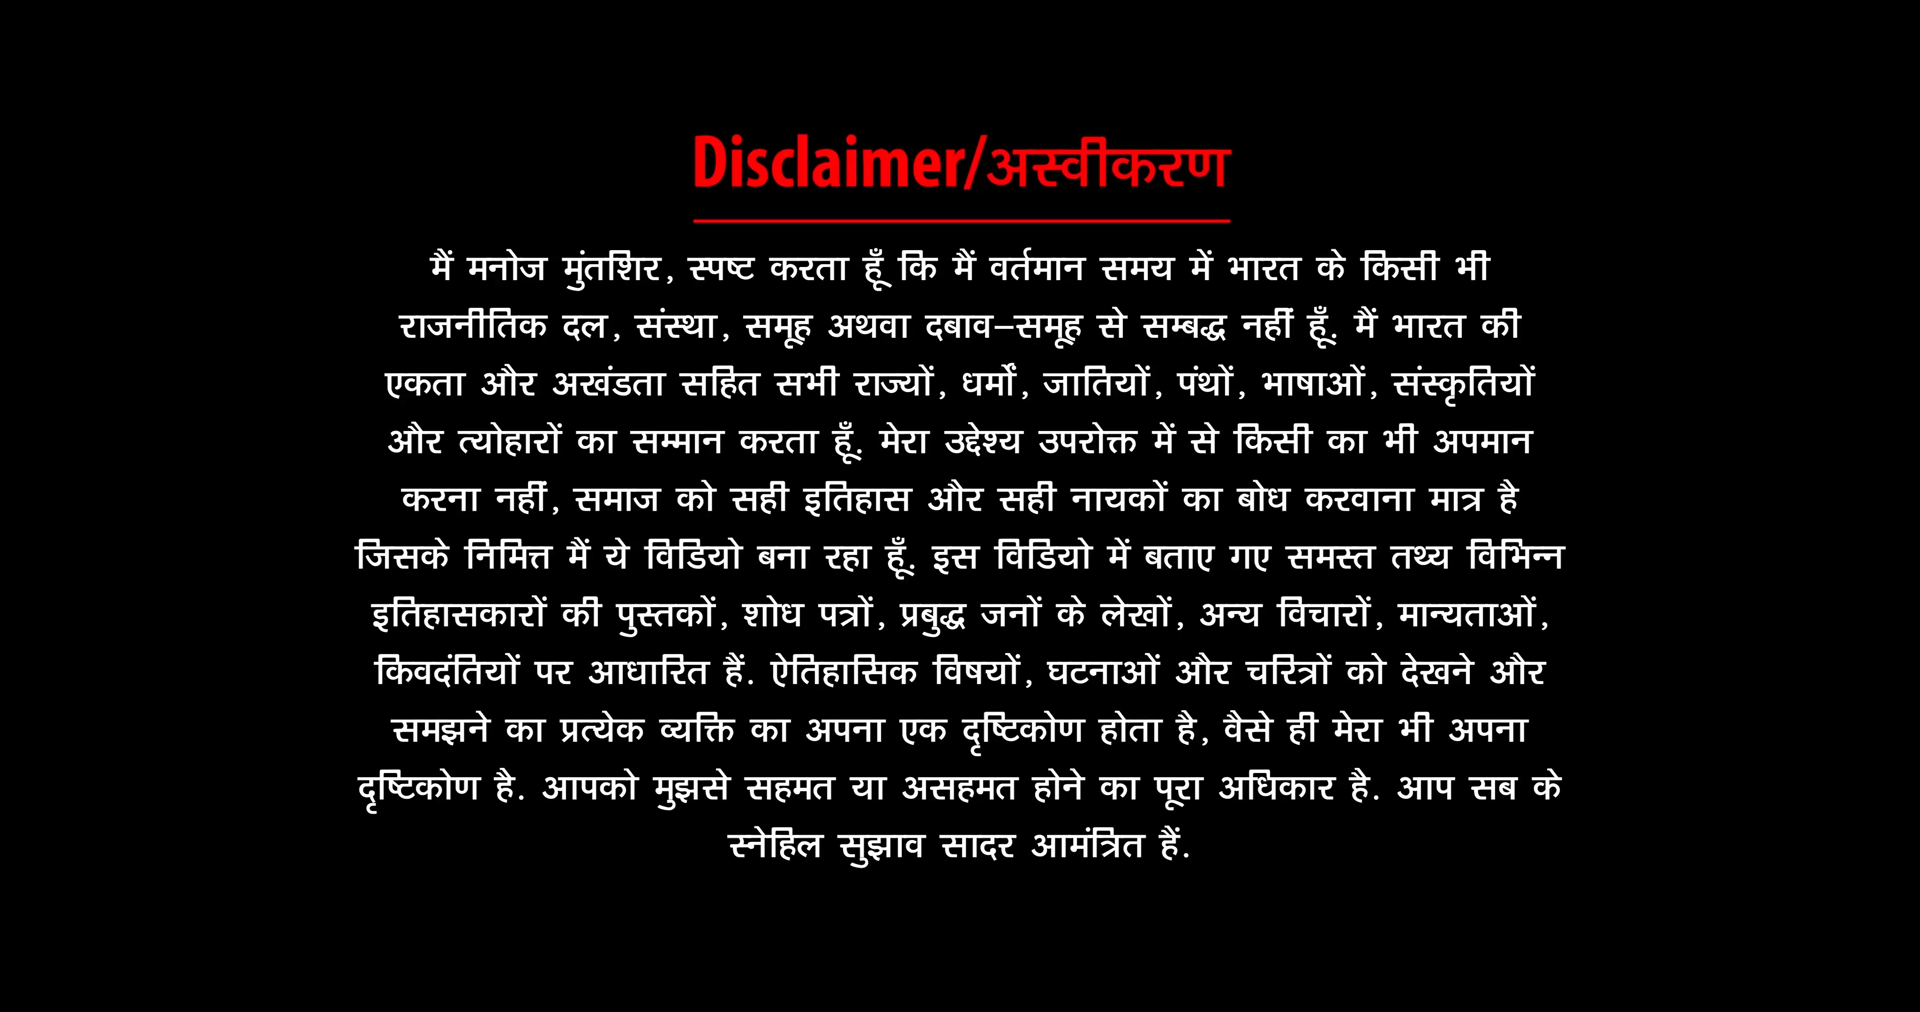 Disclaimer/अस्वीकरण
मैं मनोज मुंतशिर, स्पष्ट करता हूँ कि मैं वर्तमान समय में भारत के किसी भी
राजनीतिक दल, संस्था, समूह अथवा दबाव–समूह से सम्बद्ध नहीं हूँ. मैं भारत की
एकता और अखंडता सहित सभी राज्यों, धर्मों, जातियों, पंथों, भाषाओं, संस्कृतियों
और त्योहारों का सम्मान करता हूँ. मेरा उद्देश्य उपरोक्त में से किसी का भी अपमान
करना नहीं, समाज को सही इतिहास और सही नायकों का बोध करवाना मात्र है
जिसके निमित्त मैं ये विडियो बना रहा हूँ. इस विडियो में बताए गए समस्त तथ्य विभिन्न
इतिहासकारों की पुस्तकों, शोध पत्रों, प्रबुद्ध जनों के लेखों, अन्य विचारों, मान्यताओं,
किवदंतियों पर आधारित हैं. ऐतिहासिक विषयों, घटनाओं और चरित्रों को देखने और
समझने का प्रत्येक व्यक्ति का अपना एक दृष्टिकोण होता है, वैसे ही मेरा भी अपना
दृष्टिकोण है. आपको मुझसे सहमत या असहमत होने का पूरा अधिकार है. आप सब के
स्नेहिल सुझाव सादर आमंत्रित हैं.